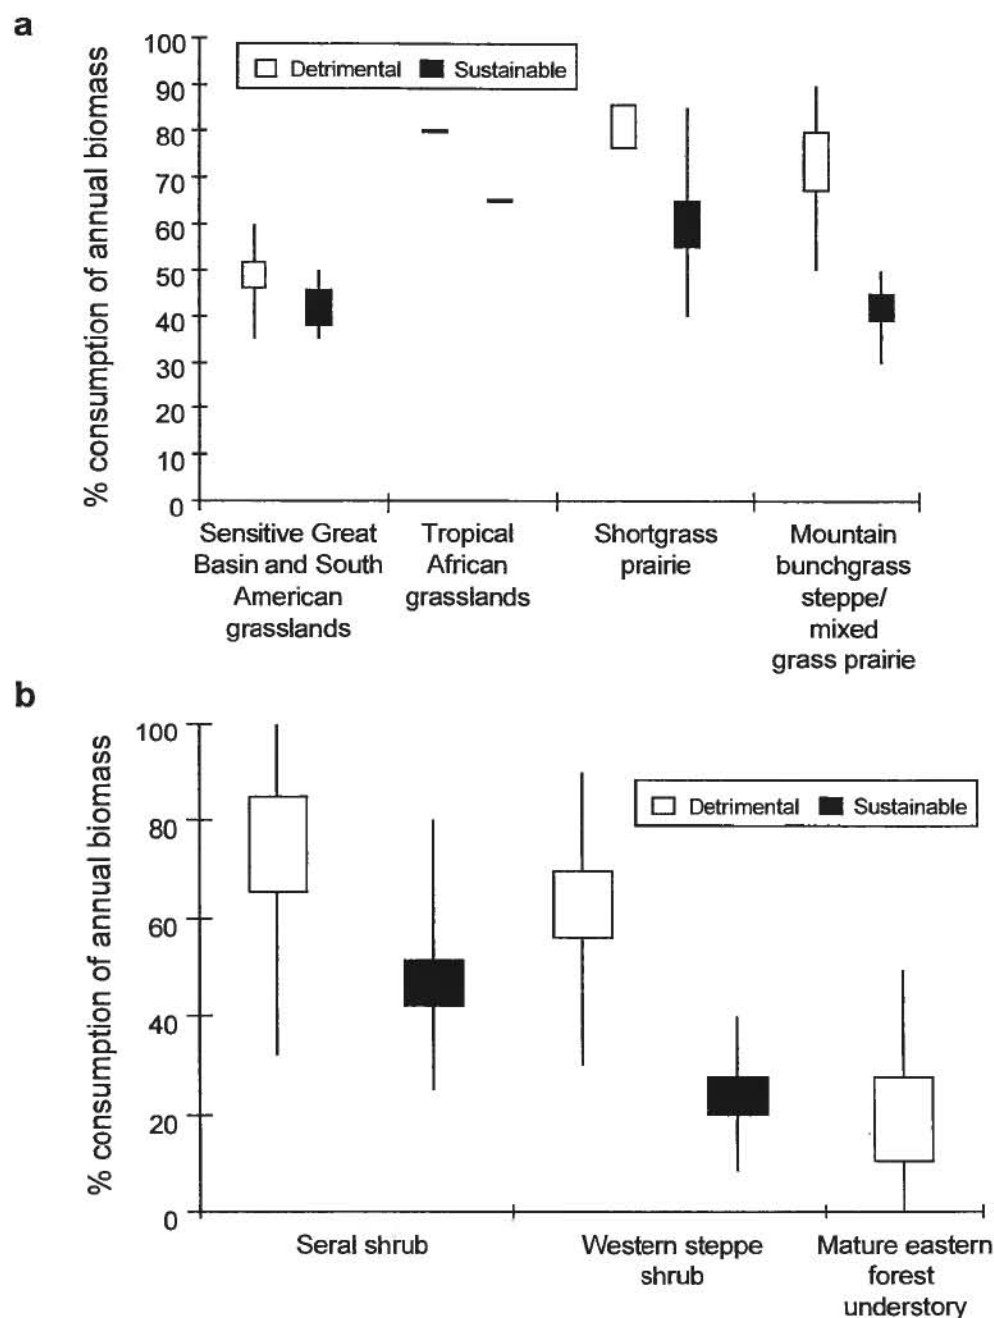 a
% consumption of annual biomass
100
90
80
70
60
50
40
30
20
10
0
Detrimental Sustainable
Sensitive Great
Basin and South
American
grasslands
Tropical
African
grasslands
Shortgrass
prairie
Mountain
bunchgrass
steppe/
mixed
grass prairie
b
% consumption of annual biomass
100
80
60
40
20
0
Detrimental Sustainable
Seral shrub
Western steppe
shrub
Mature eastern
forest
understory